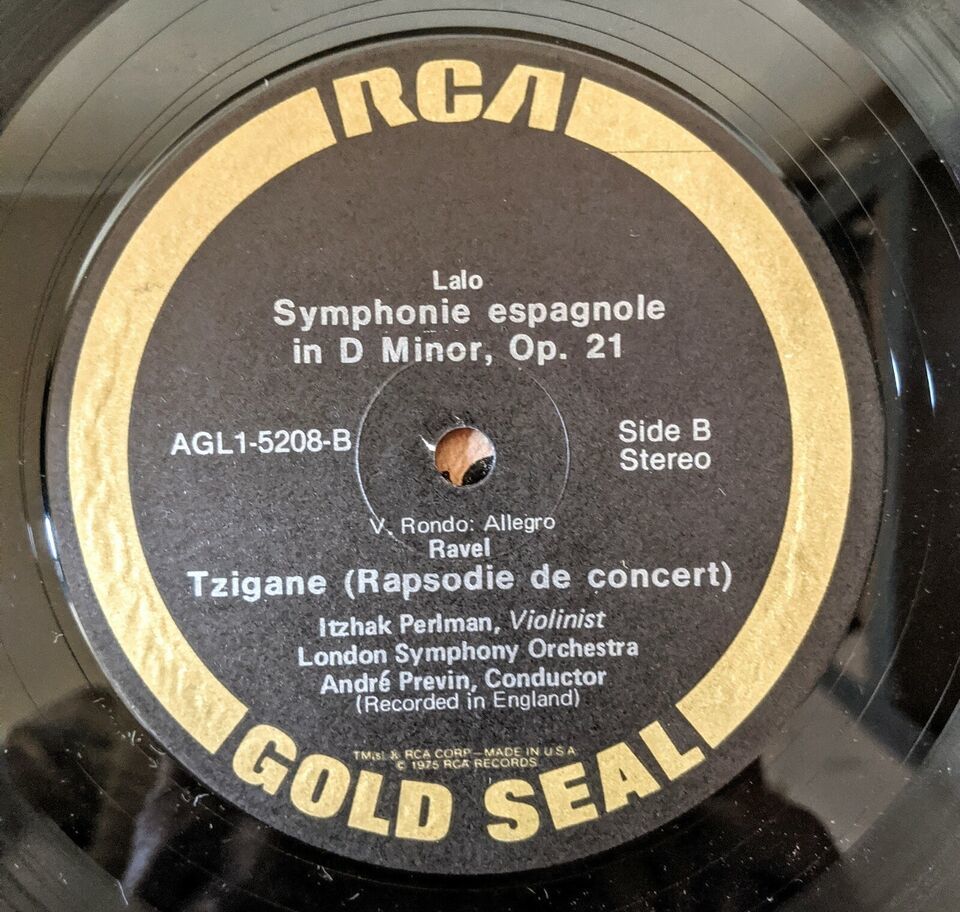 RCA
Lalo
Symphonie espagnole
in D Minor, Op. 21
AGL1-5208-B
Side B
Stereo
V. Rondo: Allegro
Ravel
Tzigane (Rapsodie de concert)
Itzhak Perlman, Violinist
London Symphony Orchestra
André Previn, Conductor
(Recorded in England)
TM(s) ® RCA CORP—MADE IN U.S.A
© 1975 RCA RECORDS
GOLD SEAL